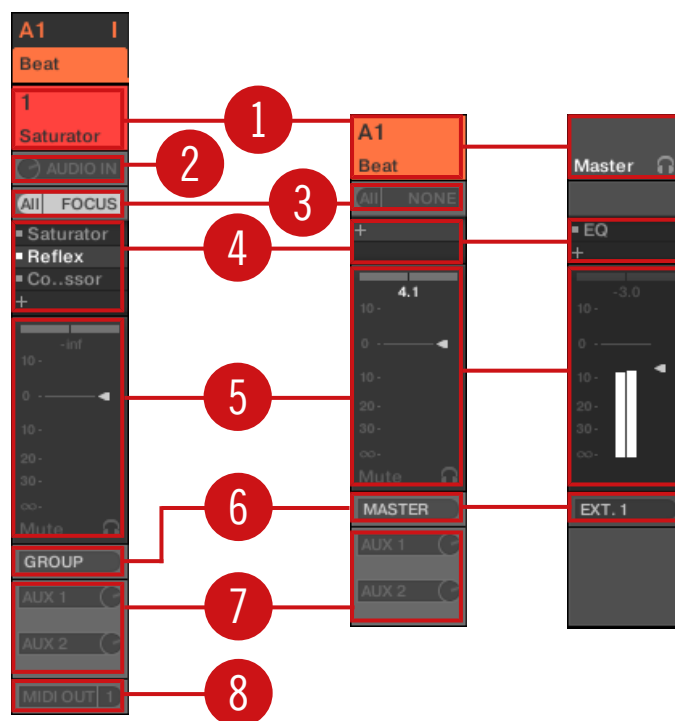 A1 I
Beat
1
Saturator
AUDIO IN
All FOCUS
Saturator
Reflex
Co..ssor
+
-inf
10 -
0 -
10 -
20 -
30 -
∞-
Mute
GROUP
AUX 1
AUX 2
MIDI OUT 1
1
2
3
4
5
6
7
8
A1
Beat
All NONE
+
4.1
10 -
0 -
10 -
20 -
30 -
∞-
Mute
MASTER
AUX 1
AUX 2
Master
EQ
+
-3.0
10 -
0 -
10 -
20 -
30 -
∞-
EXT. 1